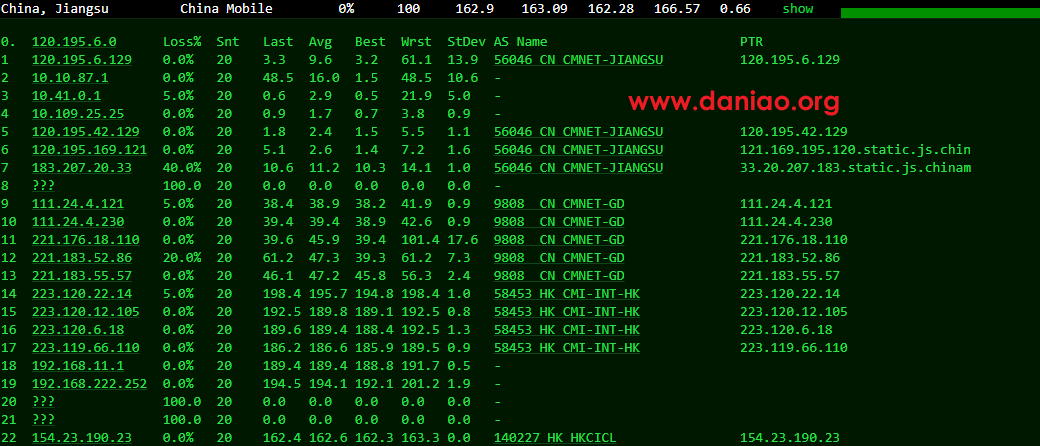 China, Jiangsu China Mobile 0% 100 162.9 163.09 162.28 166.57 0.66 show
0. 120.195.6.0 Loss% Snt Last Avg Best Wrst StDev AS Name PTR
1 120.195.6.129 0.0% 20 3.3 9.6 3.2 61.1 13.9 56046 CN CMNET-JIANGSU 120.195.6.129
2 10.10.87.1 0.0% 20 48.5 16.0 1.5 48.5 10.6 -
3 10.41.0.1 5.0% 20 0.6 2.9 0.5 21.9 5.0 -
www.daniao.org
4 10.109.25.25 0.0% 20 0.9 1.7 0.7 3.8 0.9 -
5 120.195.42.129 0.0% 20 1.8 2.4 1.5 5.5 1.1 56046 CN CMNET-JIANGSU 120.195.42.129
6 120.195.169.121 0.0% 20 5.1 2.6 1.4 7.2 1.6 56046 CN CMNET-JIANGSU 121.169.195.120.static.js.chin
7 183.207.20.33 40.0% 20 10.6 11.2 10.3 14.1 1.0 56046 CN CMNET-JIANGSU 33.20.207.183.static.js.chinam
8 ??? 100.0 20 0.0 0.0 0.0 0.0 0.0 -
9 111.24.4.121 5.0% 20 38.4 38.9 38.2 41.9 0.9 9808 CN CMNET-GD 111.24.4.121
10 111.24.4.230 0.0% 20 39.4 39.4 38.9 42.6 0.9 9808 CN CMNET-GD 111.24.4.230
11 221.176.18.110 0.0% 20 39.6 45.9 39.4 101.4 17.6 9808 CN CMNET-GD 221.176.18.110
12 221.183.52.86 20.0% 20 61.2 47.3 39.3 61.2 7.3 9808 CN CMNET-GD 221.183.52.86
13 221.183.55.57 0.0% 20 46.1 47.2 45.8 56.3 2.4 9808 CN CMNET-GD 221.183.55.57
14 223.120.22.14 5.0% 20 198.4 195.7 194.8 198.4 1.0 58453 HK CMI-INT-HK 223.120.22.14
15 223.120.12.105 0.0% 20 192.5 189.8 189.1 192.5 0.8 58453 HK CMI-INT-HK 223.120.12.105
16 223.120.6.18 0.0% 20 189.6 189.4 188.4 192.5 1.3 58453 HK CMI-INT-HK 223.120.6.18
17 223.119.66.110 0.0% 20 186.2 186.6 185.9 189.5 0.9 58453 HK CMI-INT-HK 223.119.66.110
18 192.168.11.1 0.0% 20 189.4 189.4 188.8 191.7 0.5 -
19 192.168.222.252 0.0% 20 194.5 194.1 192.1 201.2 1.9 -
20 ??? 100.0 20 0.0 0.0 0.0 0.0 0.0 -
21 ??? 100.0 20 0.0 0.0 0.0 0.0 0.0 -
22 154.23.190.23 0.0% 20 162.4 162.6 162.3 163.3 0.0 140227 HK HKCICL 154.23.190.23